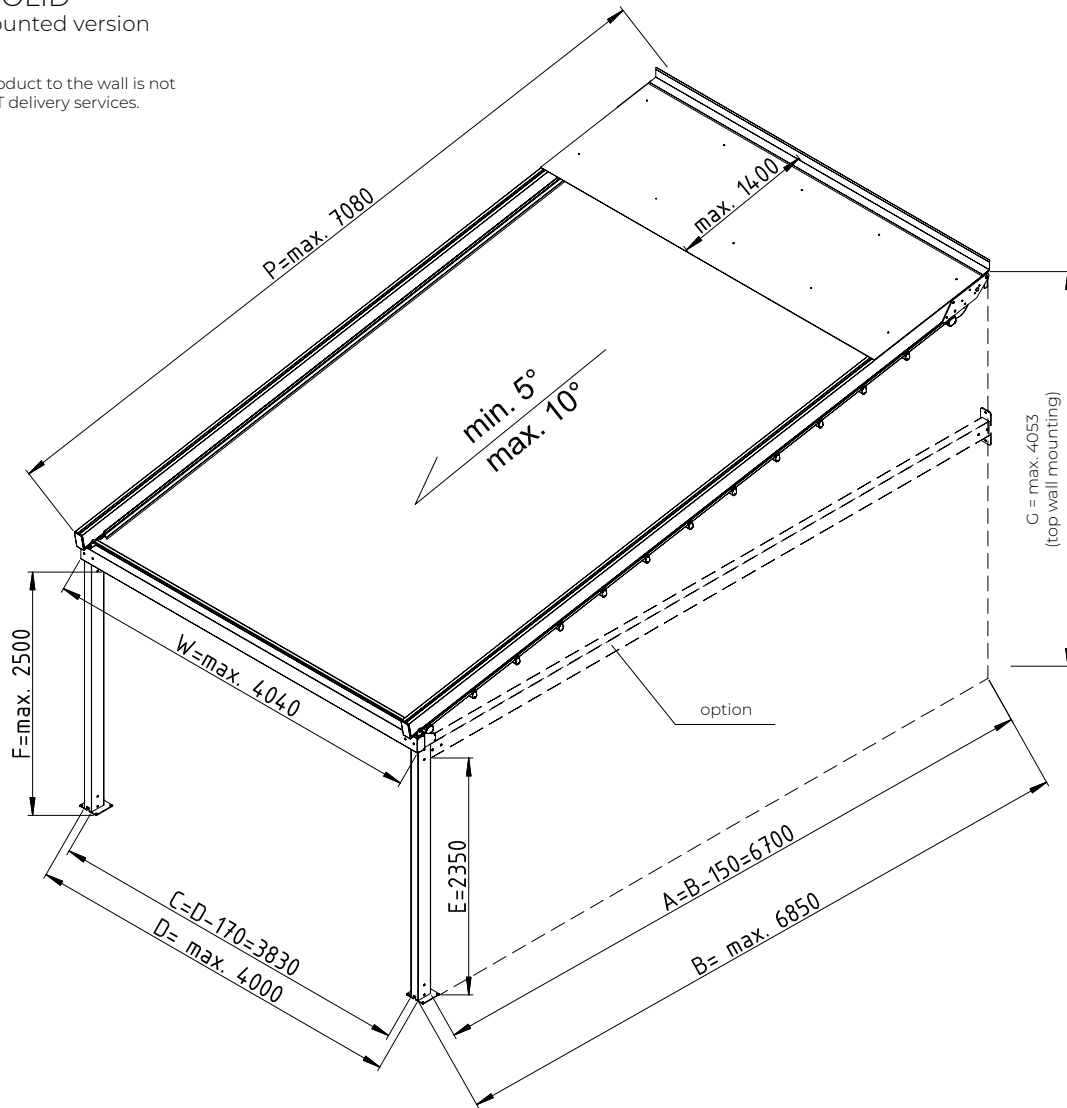 ounted version
oduct to the wall is not
T delivery services.
P=max. 7080
max. 1400
min. 5°
max. 10°
G = max. 4053
(top wall mounting)
W=max. 4040
F=max. 2500
option
E=2350
A=B-150=6700
B= max. 6850
C=D-170=3830
D= max. 4000